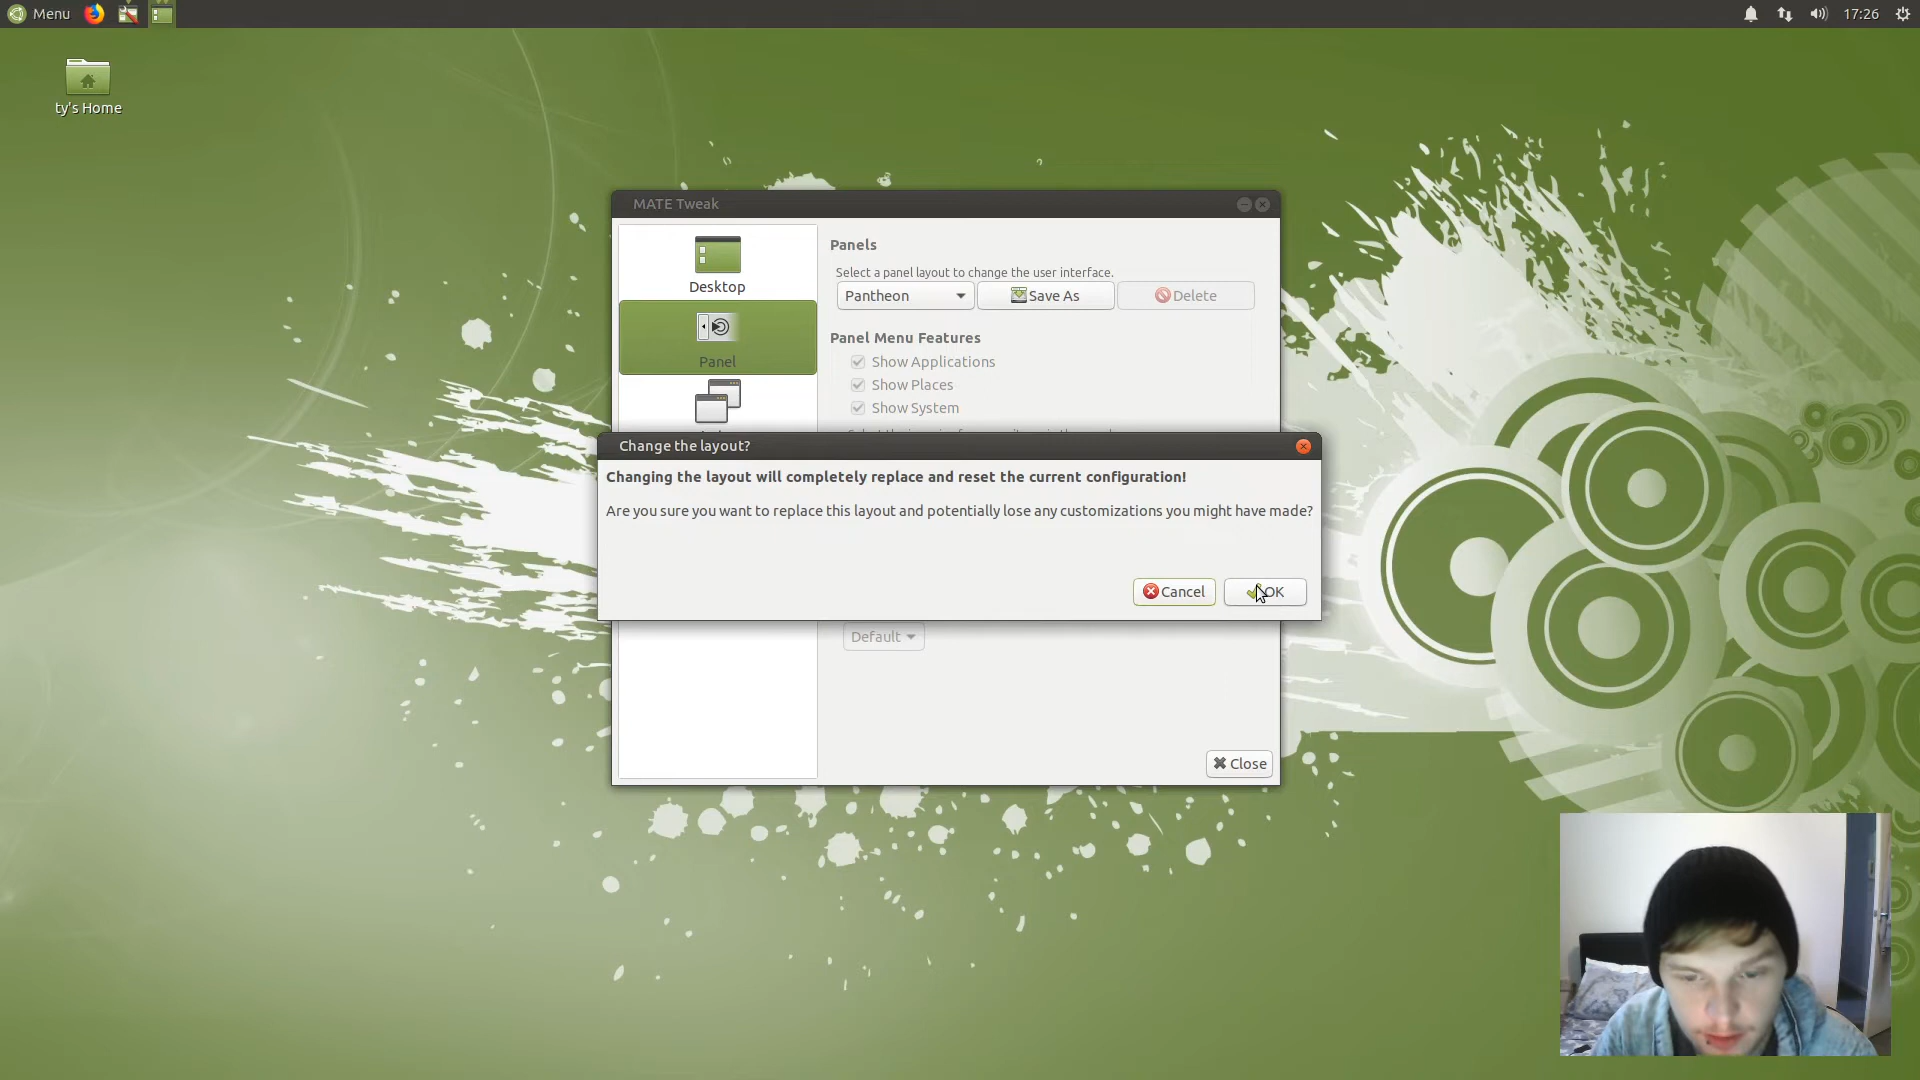 Menu
17:26
ty's Home
MATE Tweak
Desktop
Panel
Panels
Select a panel layout to change the user interface.
Pantheon
Save As
Delete
Panel Menu Features
Show Applications
Show Places
Show System
Change the layout?
Changing the layout will completely replace and reset the current configuration!
Are you sure you want to replace this layout and potentially lose any customizations you might have made?
Cancel
OK
Default
Close